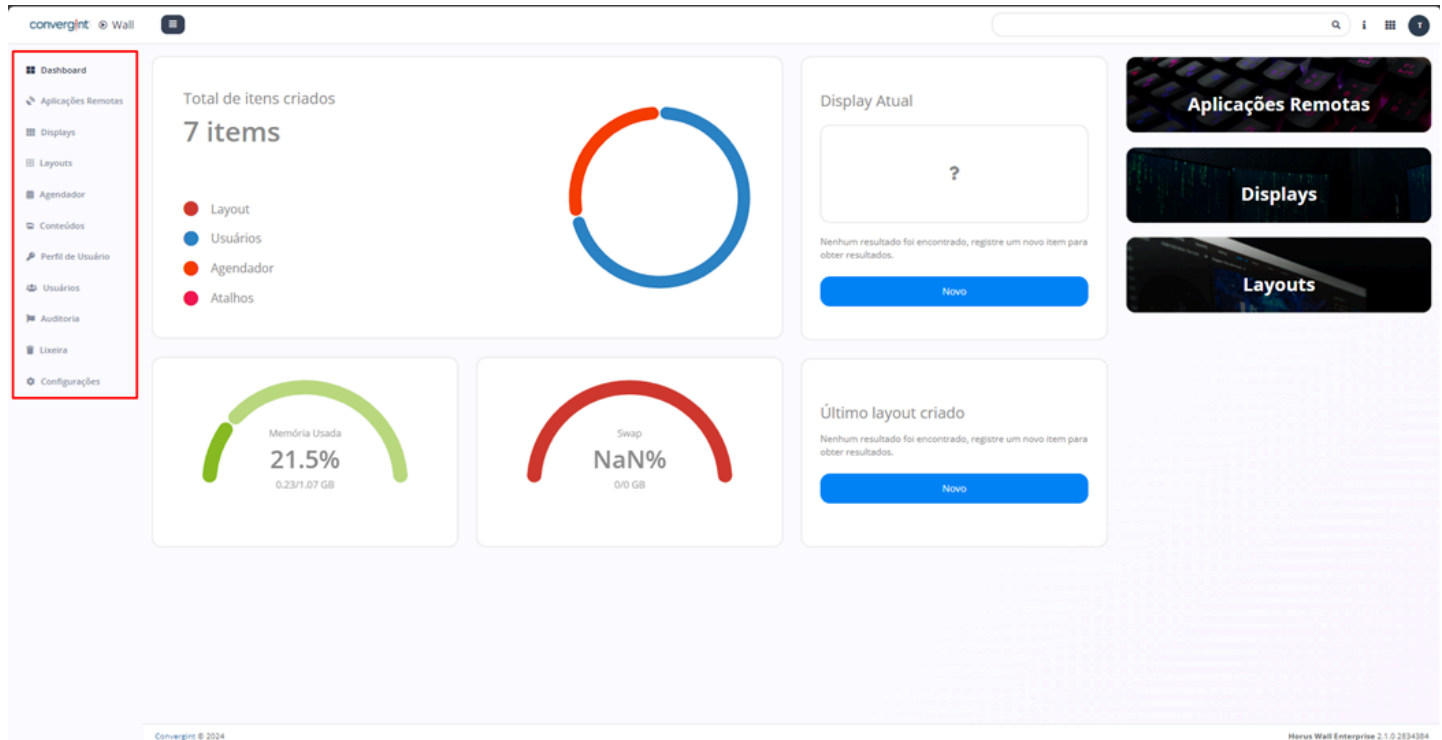 convergint Wall
T
Dashboard
Aplicações Remotas
Displays
Layouts
Agendador
Conteúdos
Perfil de Usuário
Usuários
Auditoria
Lixeira
Configurações
Total de itens criados
7 items
Layout
Usuários
Agendador
Atalhos
Display Atual
?
Nenhum resultado foi encontrado, registre um novo item para
obter resultados.
Novo
Aplicações Remotas
Displays
Layouts
Memória Usada
21.5%
0.23/1.07 GB
Swap
NaN%
0/0 GB
Último layout criado
Nenhum resultado foi encontrado, registre um novo item para
obter resultados.
Novo
Convergint © 2024
Horus Wall Enterprise 2.1.0.2834384